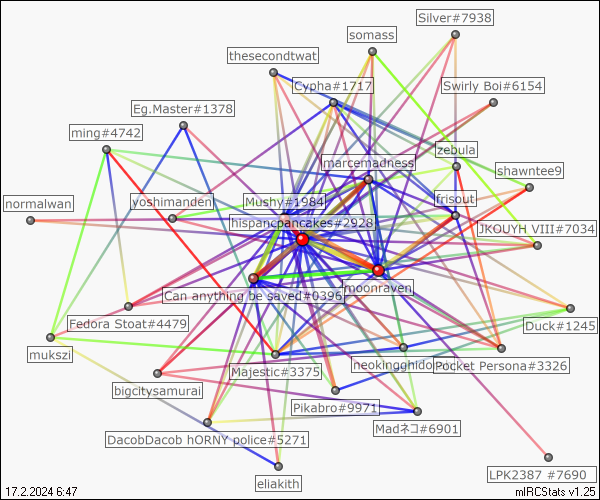 Silver#7938
somass
thesecondtwat
Cypha#1717
Swirly Boi#6154
Eg.Master#1378
ming#4742
zebula
marcemadness
shawntee9
yoshimanden
Mushy#1984
frisout
normalwan
hispancpancakes#2928
JKOUYH VIII#7034
moonraven
Can anything be saved#0396
Fedora Stoat#4479
Duck#1245
mukszi
Majestic#3375
Pocket Persona#3326
bigcitysamurai
Pikabro#9971
Madネコ#6901
DacobDacob hORNY police#5271
LPK2387 #7690
eliakith
17.2.2024 6:47
mIRCStats v1.25